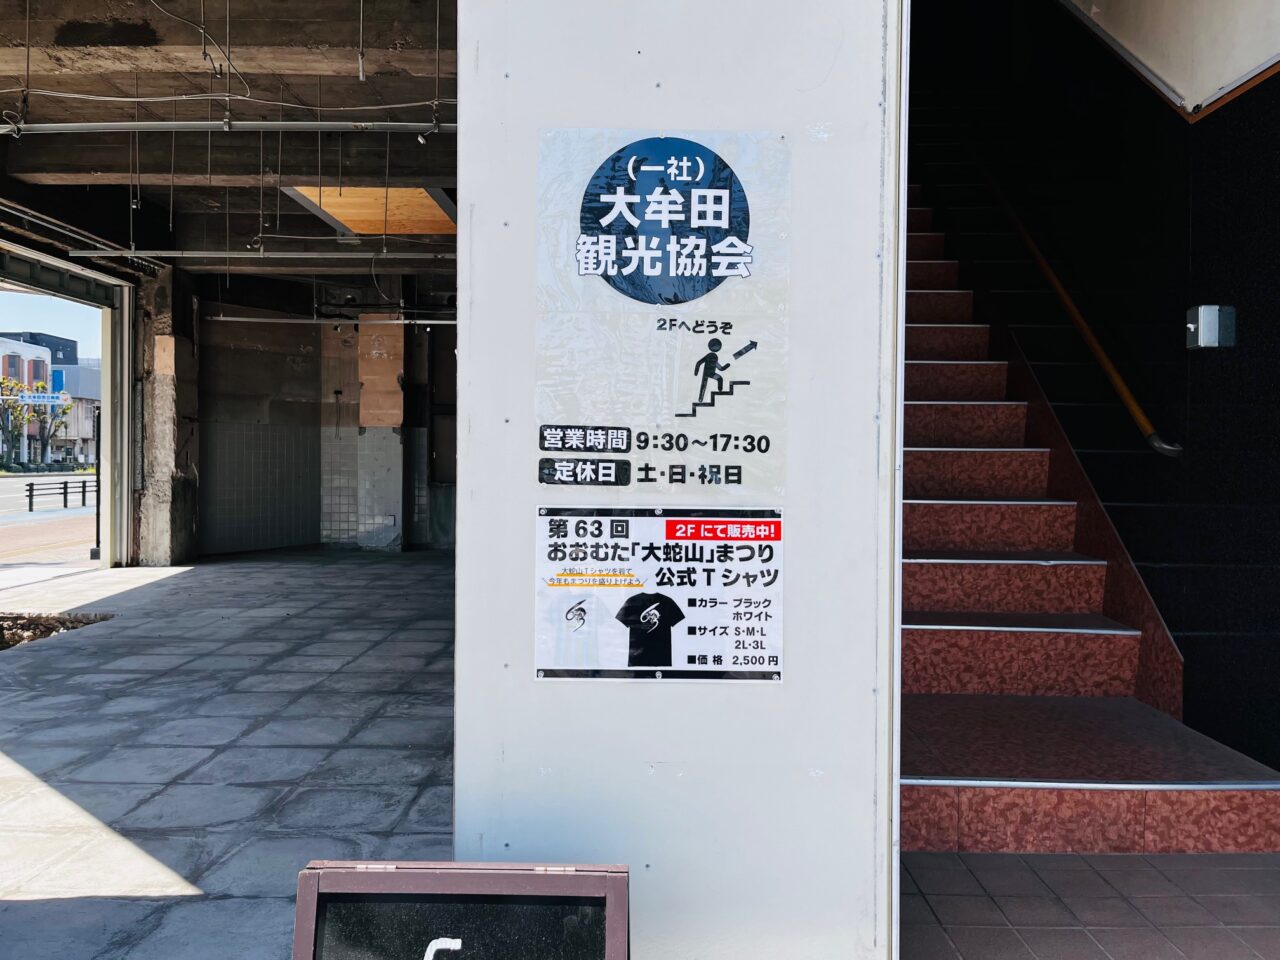 （一社）
大牟田
観光協会
2Fへどうぞ
営業時間 9:30～17:30
定休日 土・日・祝日
第63回 2Fにて販売中!
おおむた「大蛇山」まつり
大蛇山Tシャツを着て
今年もまつりを盛り上げよう
公式Tシャツ
63
63
■カラー ブラック
ホワイト
■サイズ S・M・L
2L・3L
■価格 2,500円